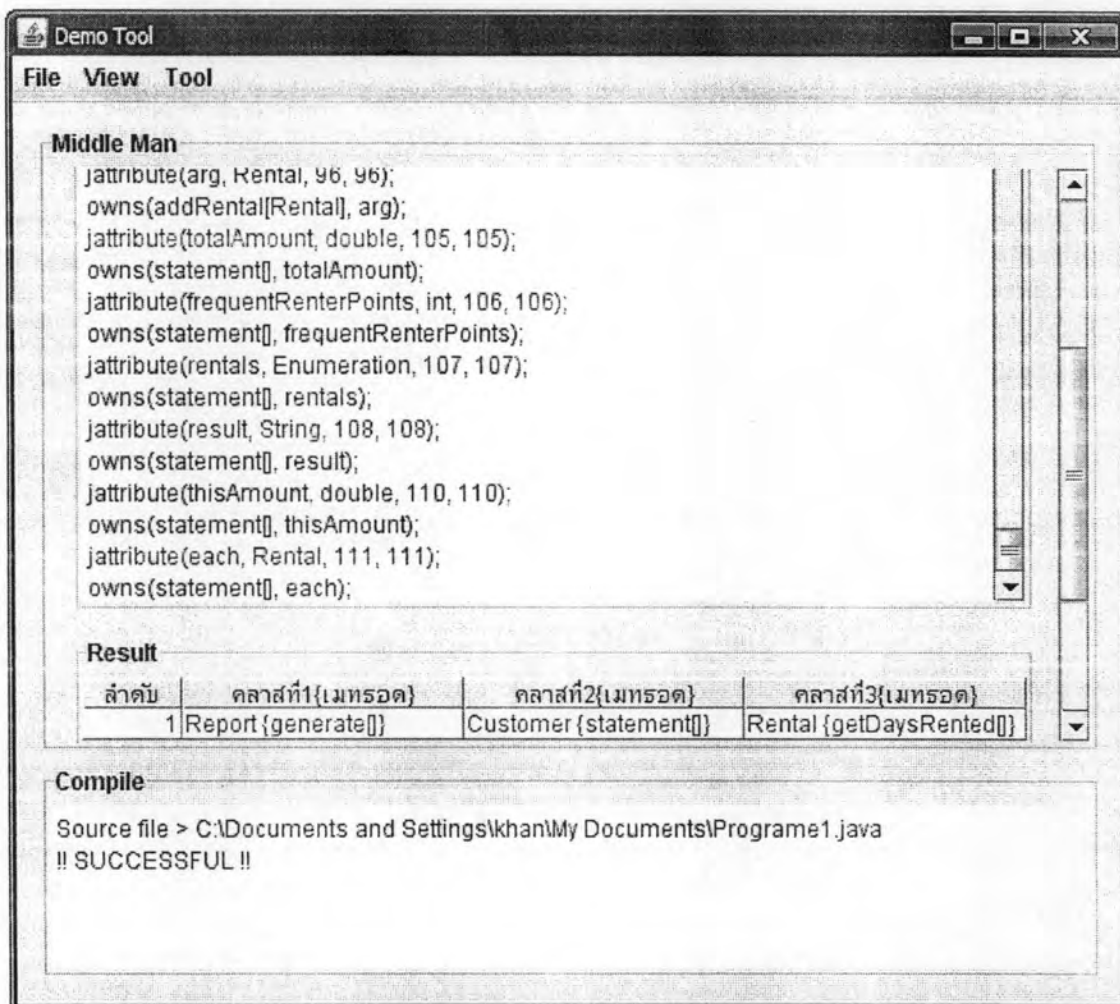 Demo Tool
File View Tool
Middle Man
jattribute(arg, Rental, 96, 96);
owns(addRental[Rental], arg);
jattribute(totalAmount, double, 105, 105);
owns(statement[], totalAmount);
jattribute(frequentRenterPoints, int, 106, 106);
owns(statement[], frequentRenterPoints);
jattribute(rentals, Enumeration, 107, 107);
owns(statement[], rentals);
jattribute(result, String, 108, 108);
owns(statement[], result);
jattribute(thisAmount, double, 110, 110);
owns(statement[], thisAmount);
jattribute(each, Rental, 111, 111);
owns(statement[], each);
Result
ลำดับ คลาสที่1{เมทรอด} คลาสที่2{เมทรอด} คลาสที่3{เมทรอด}
1 Report {generate[]} Customer {statement[]} Rental {getDaysRented[]}
Compile
Source file > C:\Documents and Settings\khan\My Documents\Programe1.java
!! SUCCESSFUL !!